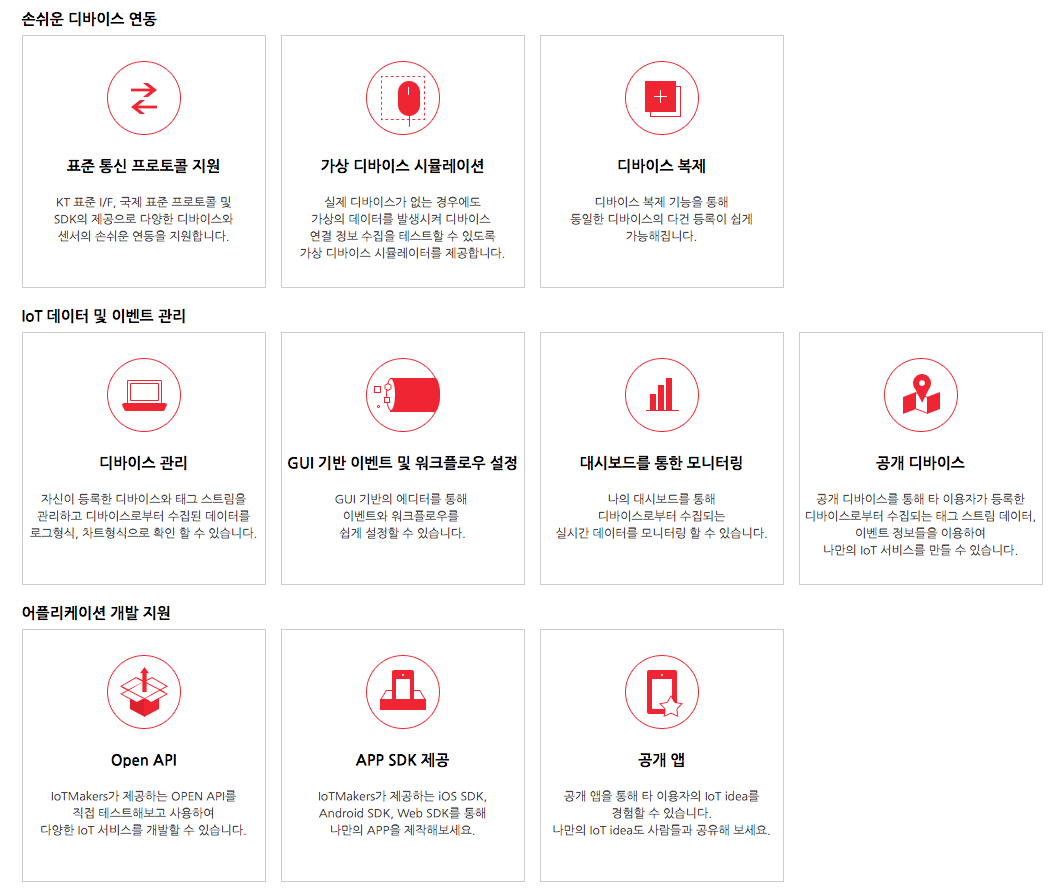 손쉬운 디바이스 연동
표준 통신 프로토콜 지원
KT 표준 I/F, 국제 표준 프로토콜 및
SDK의 제공으로 다양한 디바이스와
센서의 손쉬운 연동을 지원합니다.
가상 디바이스 시뮬레이션
실제 디바이스가 없는 경우에도
가상의 데이터를 발생시켜 디바이스
연결 정보 수집을 테스트할 수 있도록
가상 디바이스 시뮬레이터를 제공합니다.
디바이스 복제
디바이스 복제 기능을 통해
동일한 디바이스의 다건 등록이 쉽게
가능해집니다.
IoT 데이터 및 이벤트 관리
디바이스 관리
자신이 등록한 디바이스와 태그 스트림을
관리하고 디바이스로부터 수집된 데이터를
로그형식, 차트형식으로 확인 할 수 있습니다.
GUI 기반 이벤트 및 워크플로우 설정
GUI 기반의 에디터를 통해
이벤트와 워크플로우를
쉽게 설정할 수 있습니다.
대시보드를 통한 모니터링
나의 대시보드를 통해
디바이스로부터 수집되는
실시간 데이터를 모니터링 할 수 있습니다.
공개 디바이스
공개 디바이스를 통해 타 이용자가 등록한
디바이스로부터 수집되는 태그 스트림 데이터,
이벤트 정보들을 이용하여
나만의 IoT 서비스를 만들 수 있습니다.
어플리케이션 개발 지원
Open API
IoTMakers가 제공하는 OPEN API를
직접 테스트해보고 사용하여
다양한 IoT 서비스를 개발할 수 있습니다.
APP SDK 제공
IoTMakers가 제공하는 iOS SDK,
Android SDK, Web SDK를 통해
나만의 APP을 제작해보세요.
공개 앱
공개 앱을 통해 타 이용자의 IoT idea를
경험할 수 있습니다.
나만의 IoT idea도 사람들과 공유해 보세요.